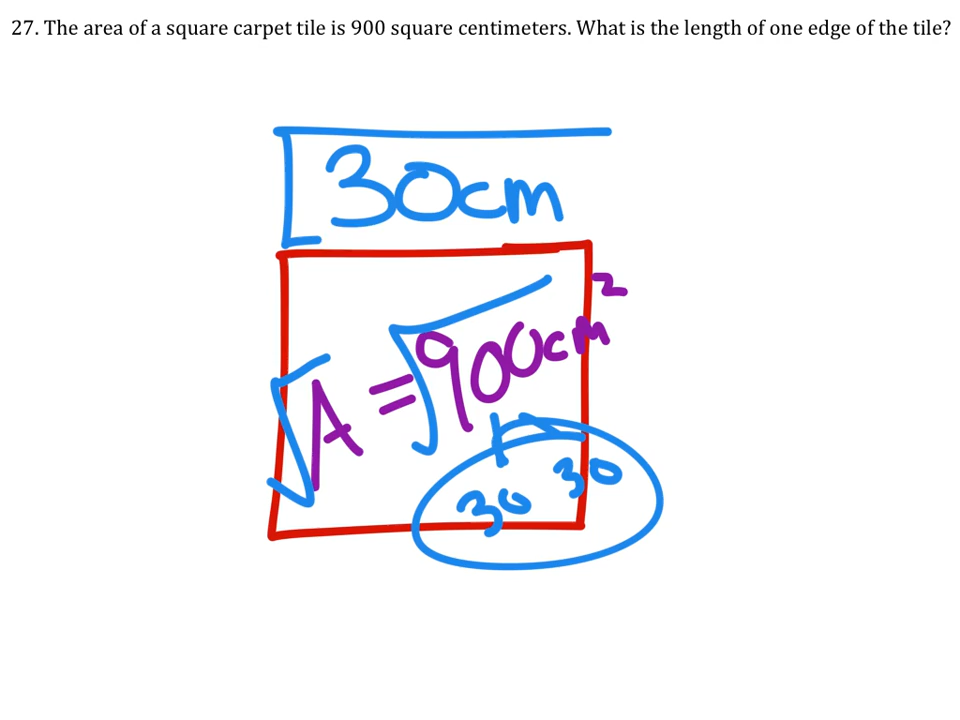 27. The area of a square carpet tile is 900 square centimeters. What is the length of one edge of the tile?
30cm
√A = √900cm²
30 30